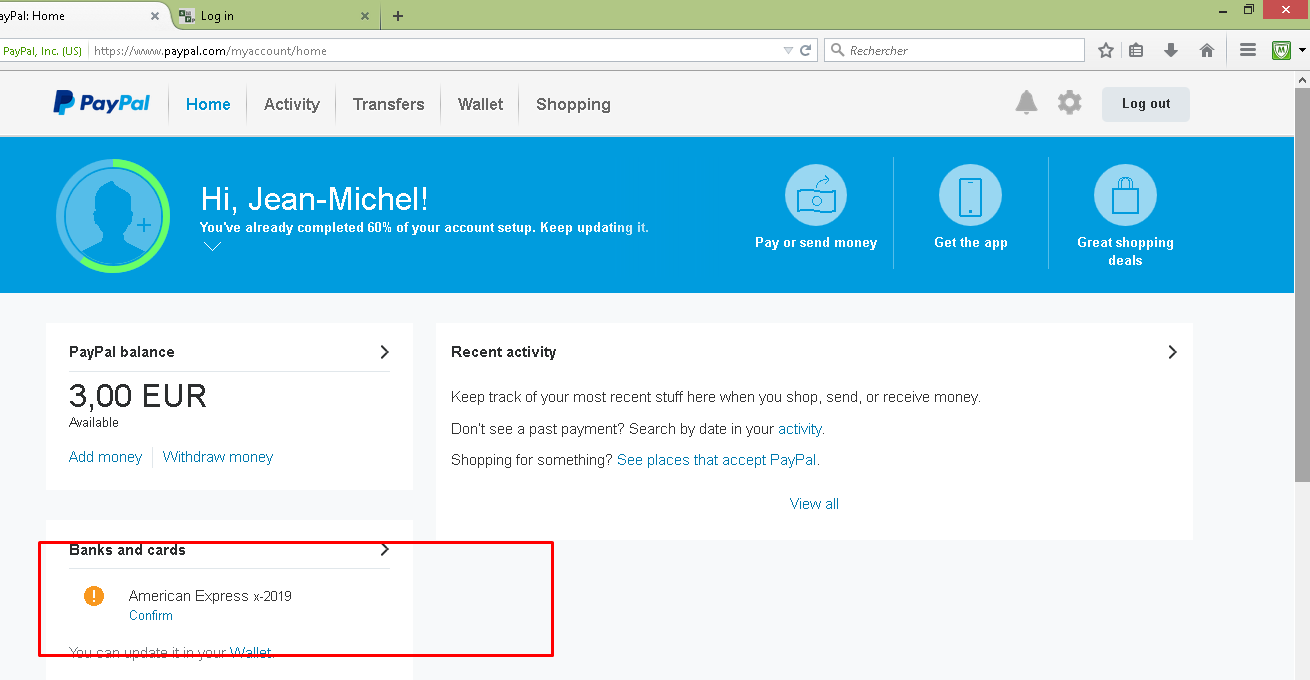 ayPal: Home
Log in
PayPal, Inc. (US) https://www.paypal.com/myaccount/home
Rechercher
PayPal
Home
Activity
Transfers
Wallet
Shopping
Log out
Hi, Jean-Michel!
You've already completed 60% of your account setup. Keep updating it.
Pay or send money
Get the app
Great shopping
deals
PayPal balance
3,00 EUR
Available
Add money
Withdraw money
Recent activity
Keep track of your most recent stuff here when you shop, send, or receive money.
Don't see a past payment? Search by date in your activity.
Shopping for something? See places that accept PayPal.
View all
Banks and cards
American Express x-2019
Confirm
You can update it in your Wallet.